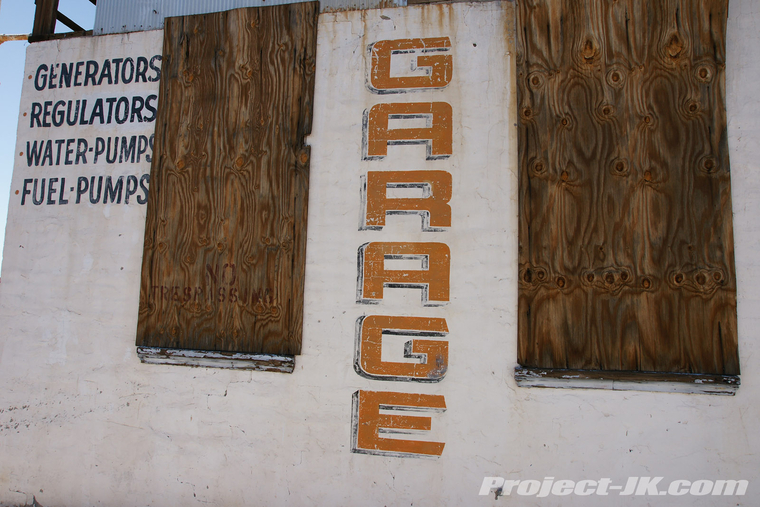 · GENERATORS
· REGULATORS
· WATER-PUMPS
· FUEL-PUMPS
NO
TRESPASSING
GARAGE
Project-JK.com